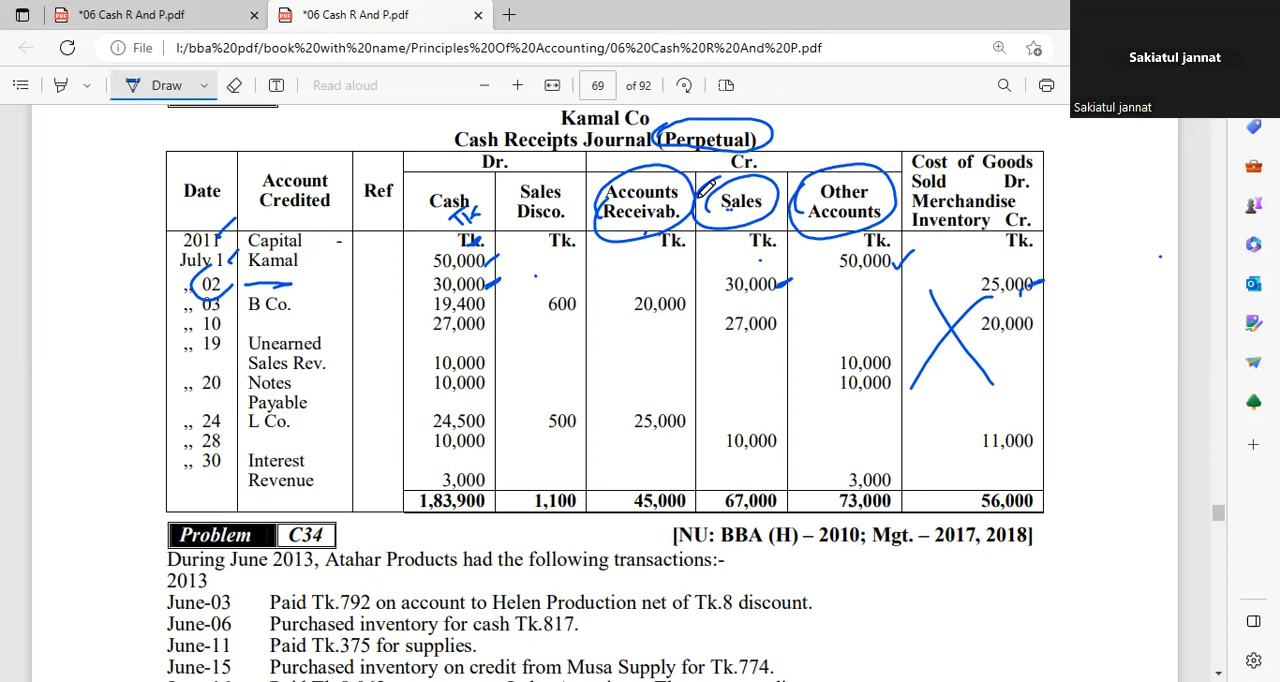 *06 Cash R And P.pdf
*06 Cash R And P.pdf
File
I:/bba%20pdf/book%20with%20name/Principles%20Of%20Accounting/06%20Cash%20R%20And%20P.pdf
Sakiatul jannat
Draw
Read aloud
69 of 92
Sakiatul jannat
Kamal Co
Cash Receipts Journal (Perpetual)
Date Account Credited Ref Dr. Cr. Cost of Goods Sold Dr. Merchandise Inventory Cr.
Cash Sales Disco. Accounts Receivab. Sales Other Accounts
Tk
2011 Capital - Tk. Tk. Tk. Tk. Tk. Tk.
July 1 Kamal 50,000 50,000
,, 02 30,000 30,000 25,000
,, 03 B Co. 19,400 600 20,000
,, 10 27,000 27,000 20,000
,, 19 Unearned
Sales Rev. 10,000 10,000
,, 20 Notes 10,000 10,000
Payable
,, 24 L Co. 24,500 500 25,000
,, 28 10,000 10,000 11,000
,, 30 Interest
Revenue 3,000 3,000
1,83,900 1,100 45,000 67,000 73,000 56,000
Problem C34 [NU: BBA (H) – 2010; Mgt. – 2017, 2018]
During June 2013, Atahar Products had the following transactions:-
2013
June-03 Paid Tk.792 on account to Helen Production net of Tk.8 discount.
June-06 Purchased inventory for cash Tk.817.
June-11 Paid Tk.375 for supplies.
June-15 Purchased inventory on credit from Musa Supply for Tk.774.